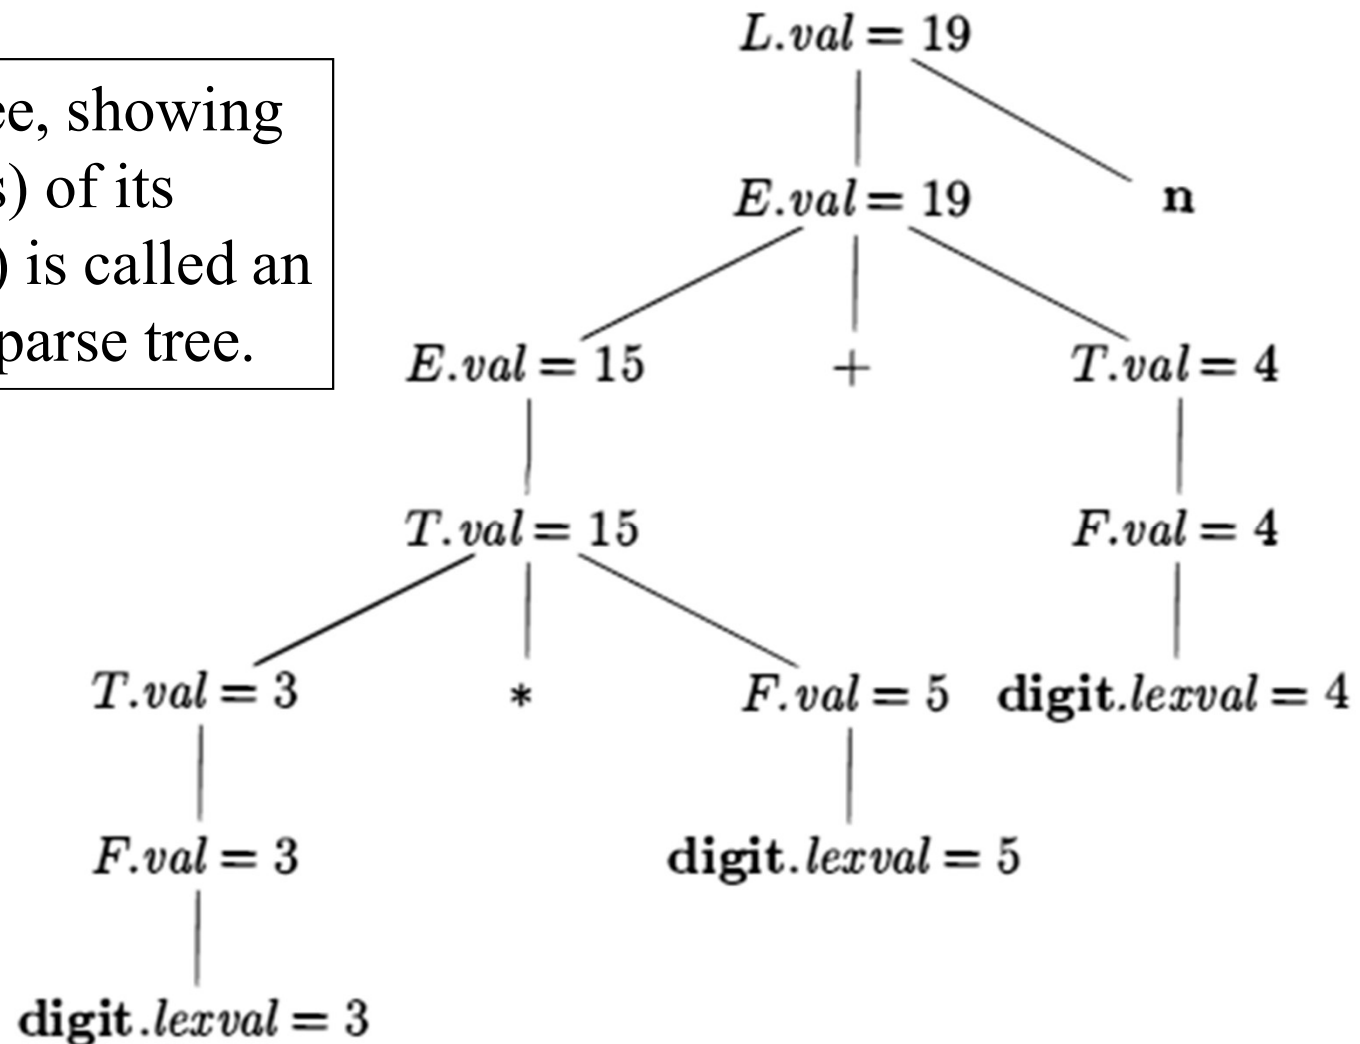 ee, showing
s) of its
) is called an
parse tree.
L.val = 19
E.val = 19 n
E.val = 15 + T.val = 4
T.val = 15 F.val = 4
T.val = 3 * F.val = 5 digit.lexval = 4
F.val = 3 digit.lexval = 5
digit.lexval = 3